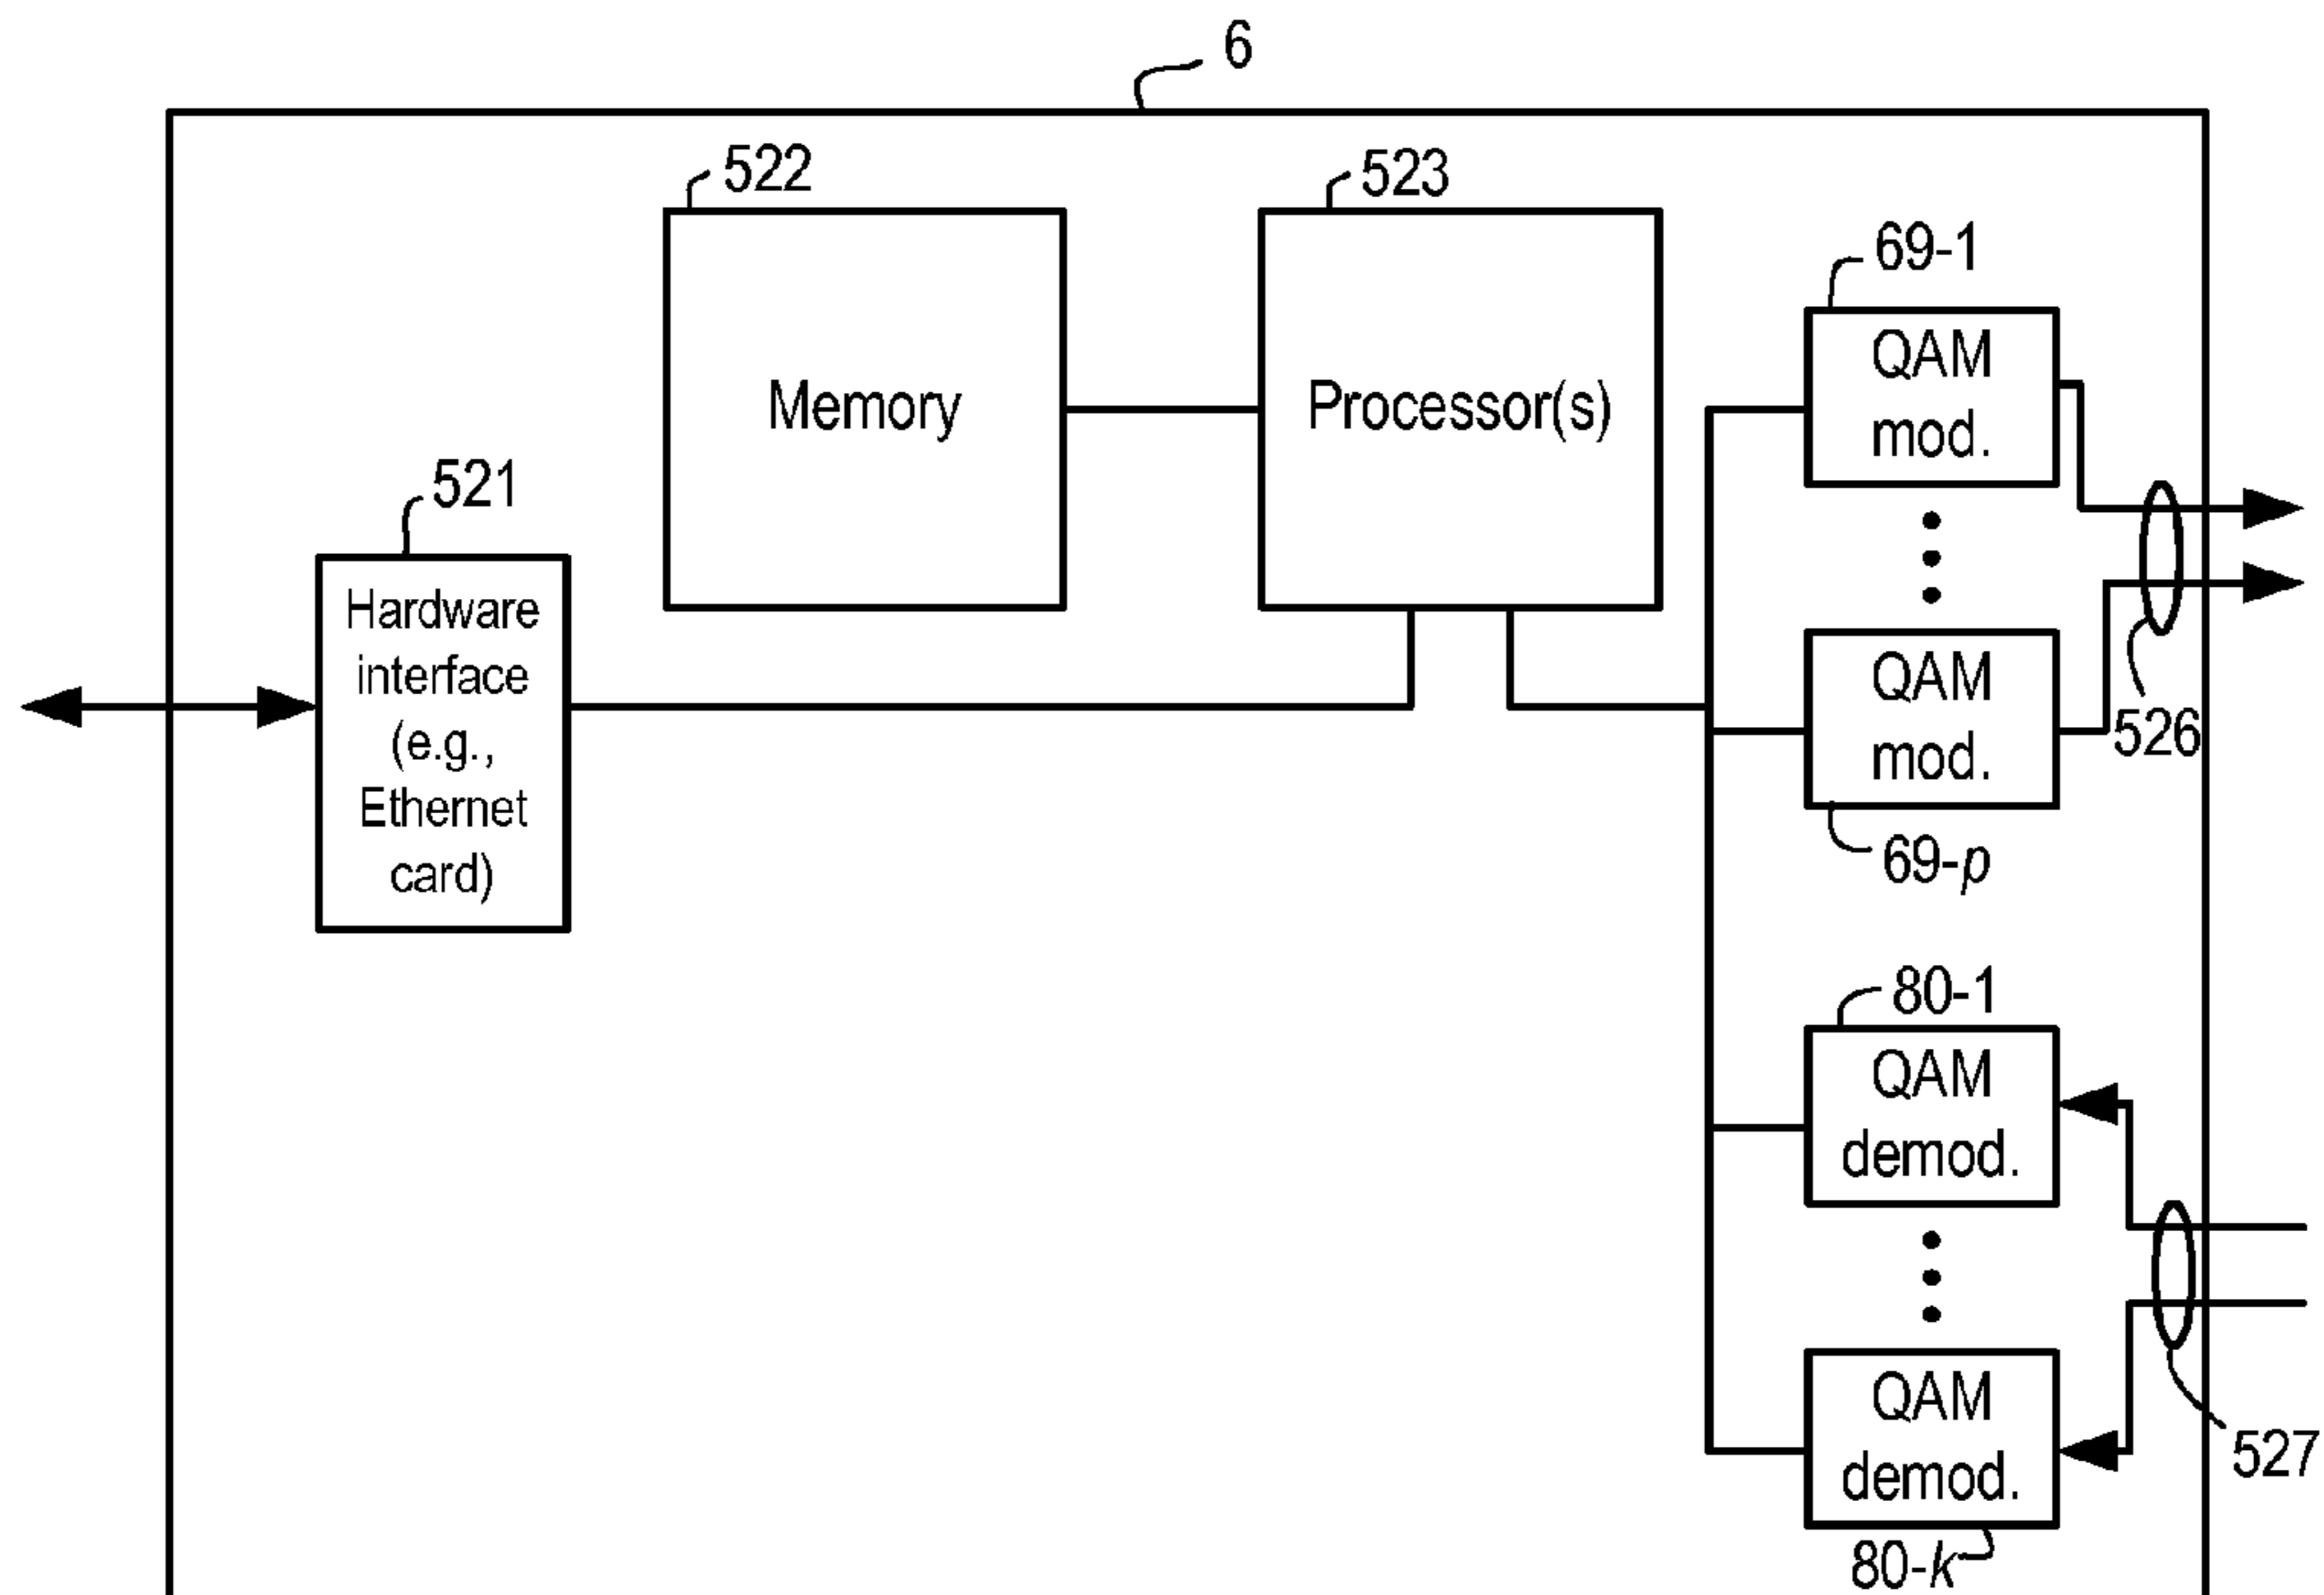 6
522
523
69-1
QAM
mod.
Memory
Processor(s)
521
Hardware
interface
(e.g.,
Ethernet
card)
QAM
mod.
526
69-p
80-1
QAM
demod.
QAM
demod.
527
80-k